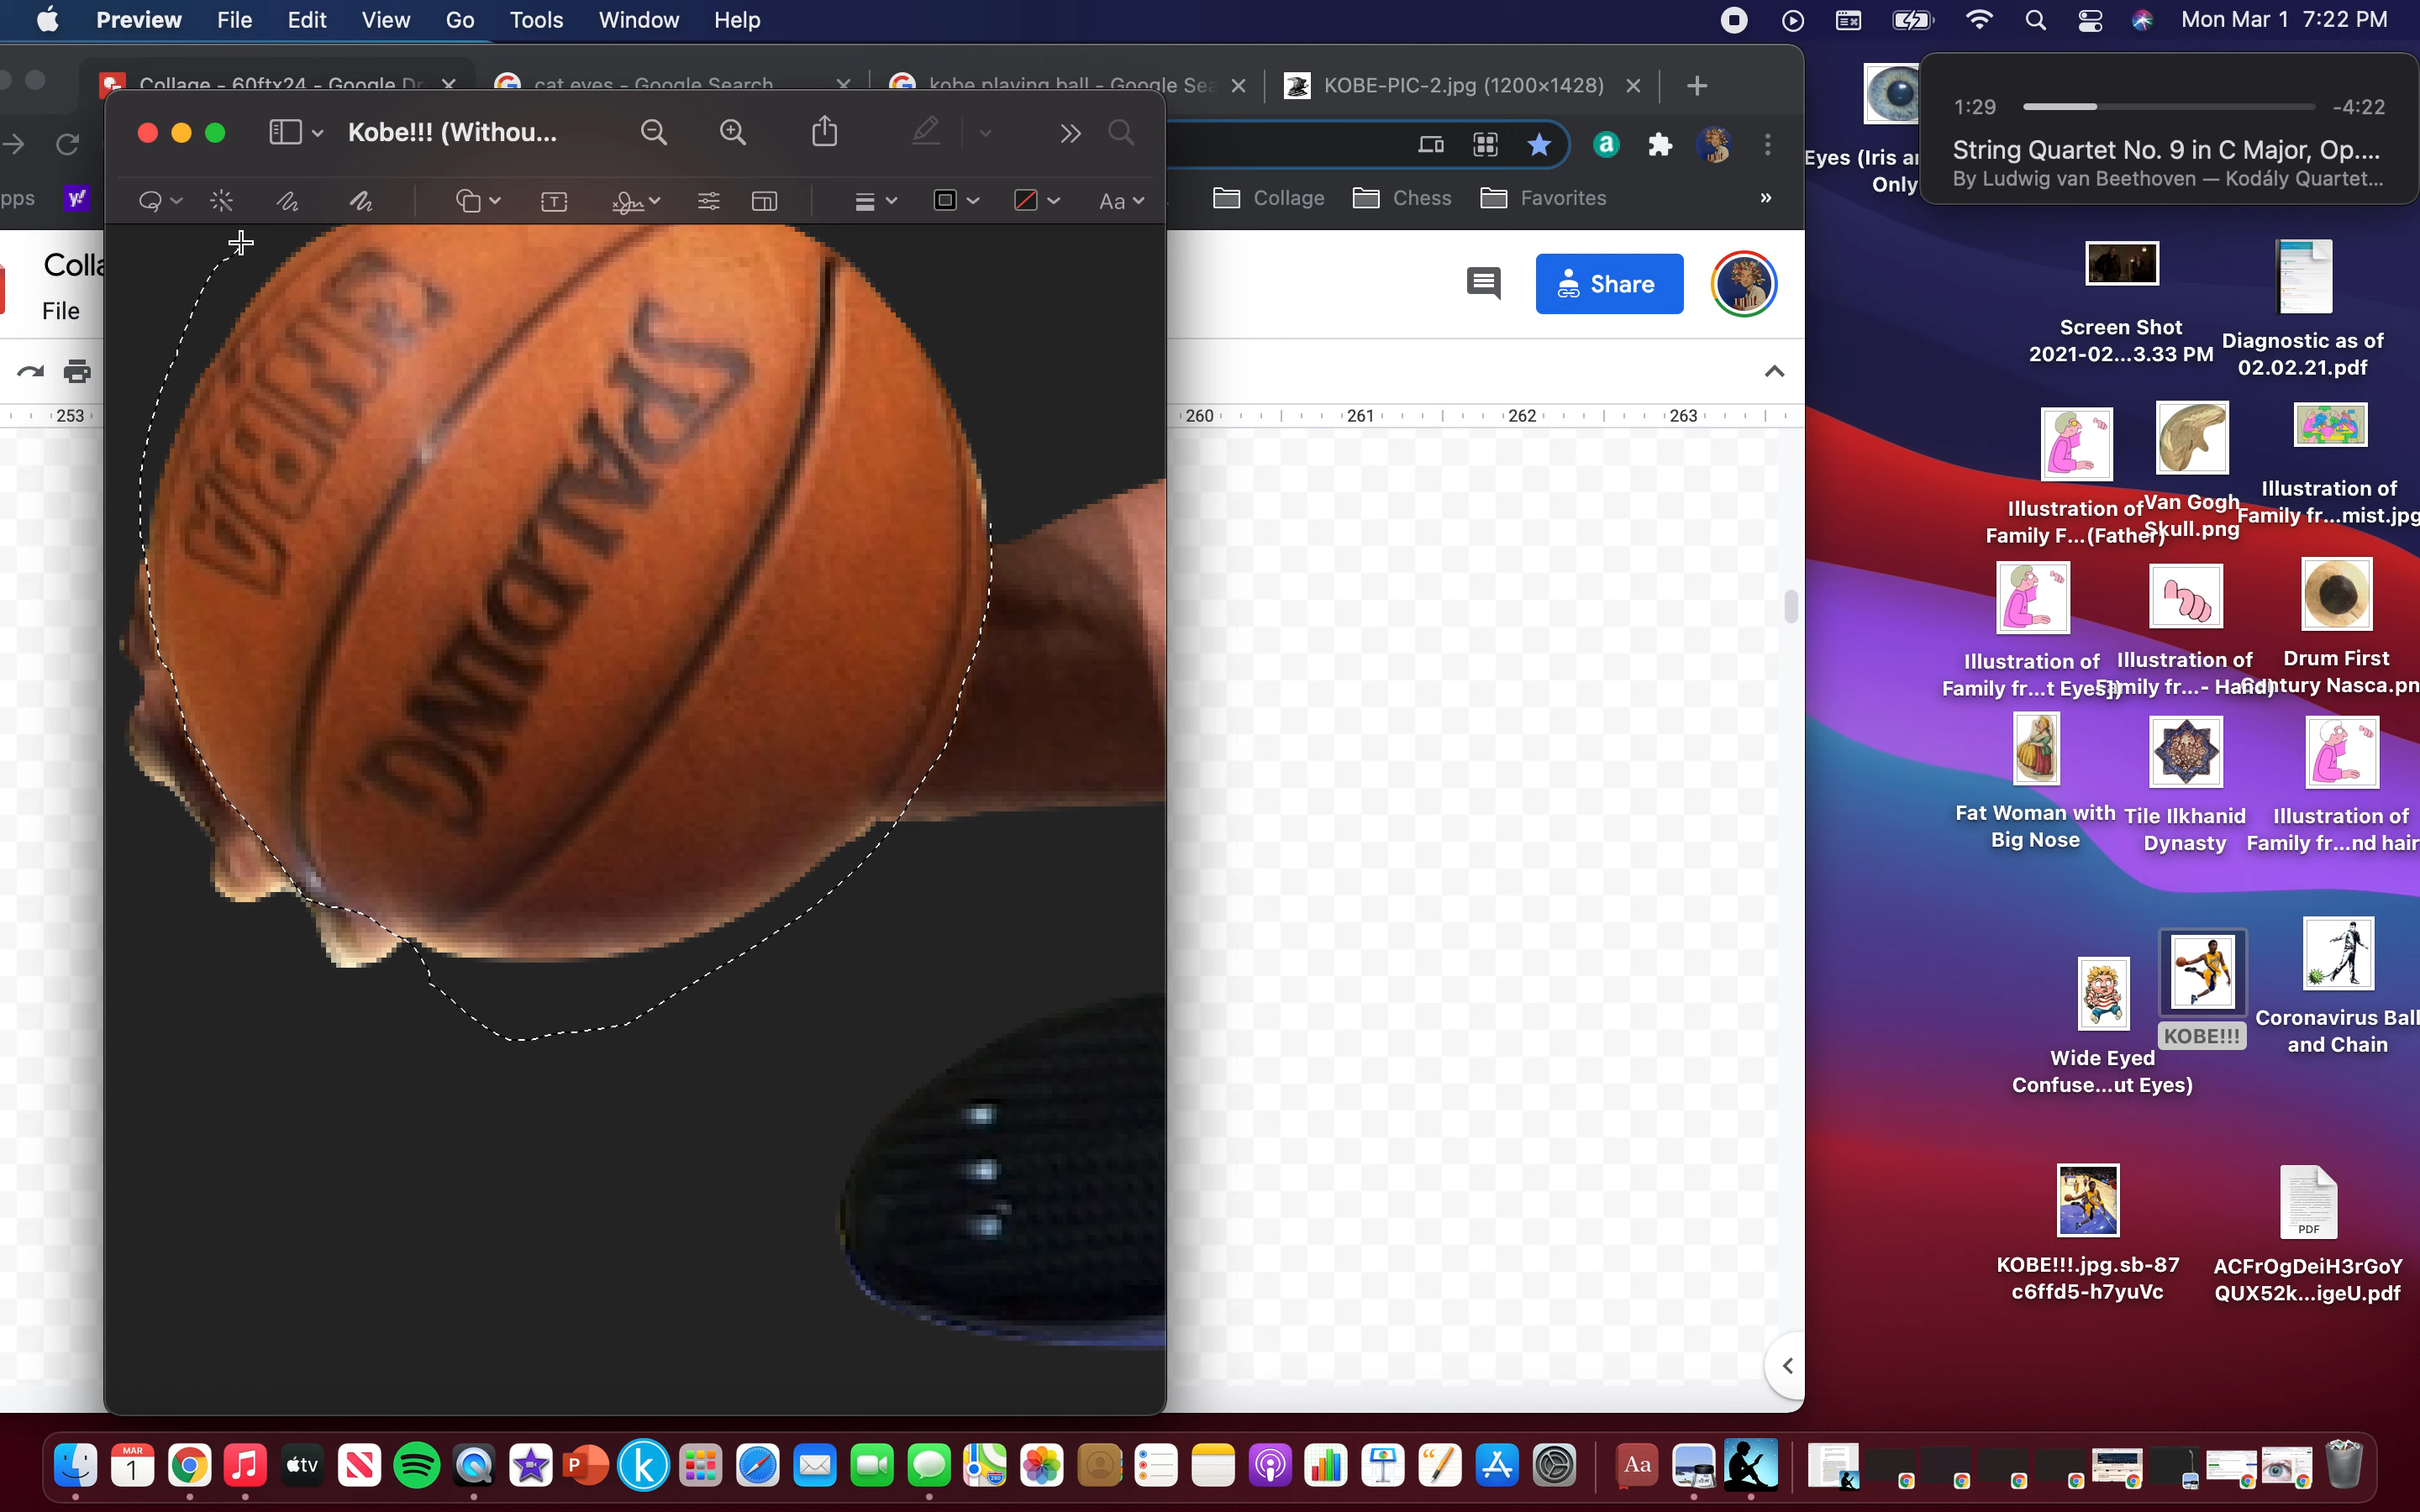 Preview File Edit View Go Tools Window Help
Mon Mar 1 7:22 PM
Collage - 60ftx24 - Google Dr
cat eyes - Google Search
kobe playing ball - Google Sea
KOBE-PIC-2.jpg (1200×1428)
1:29
-4:22
String Quartet No. 9 in C Major, Op....
By Ludwig van Beethoven — Kodály Quartet...
Kobe!!! (Withou...
a
pps
y!
Aa
Collage
Chess
Favorites
»
Colla
File
Share
253
260
261
262
263
SPALDING
Eyes (Iris an
Only
Screen Shot
2021-02...3.33 PM
Diagnostic as of
02.02.21.pdf
Illustration of
Family F...(Father)
Van Gogh
Skull.png
Illustration of
Family fr...mist.jpg
Illustration of
Family fr...t Eyes])
Illustration of
Family fr...- Hand)
Drum First
Century Nasca.pn
Fat Woman with
Big Nose
Tile Ilkhanid
Dynasty
Illustration of
Family fr...nd hair
Wide Eyed
Confuse...ut Eyes)
KOBE!!!
Coronavirus Ball
and Chain
KOBE!!!.jpg.sb-87
c6ffd5-h7yuVc
PDF
ACFrOgDeiH3rGoY
QUX52k...igeU.pdf
MAR
1
tv
P
k
280
Aa